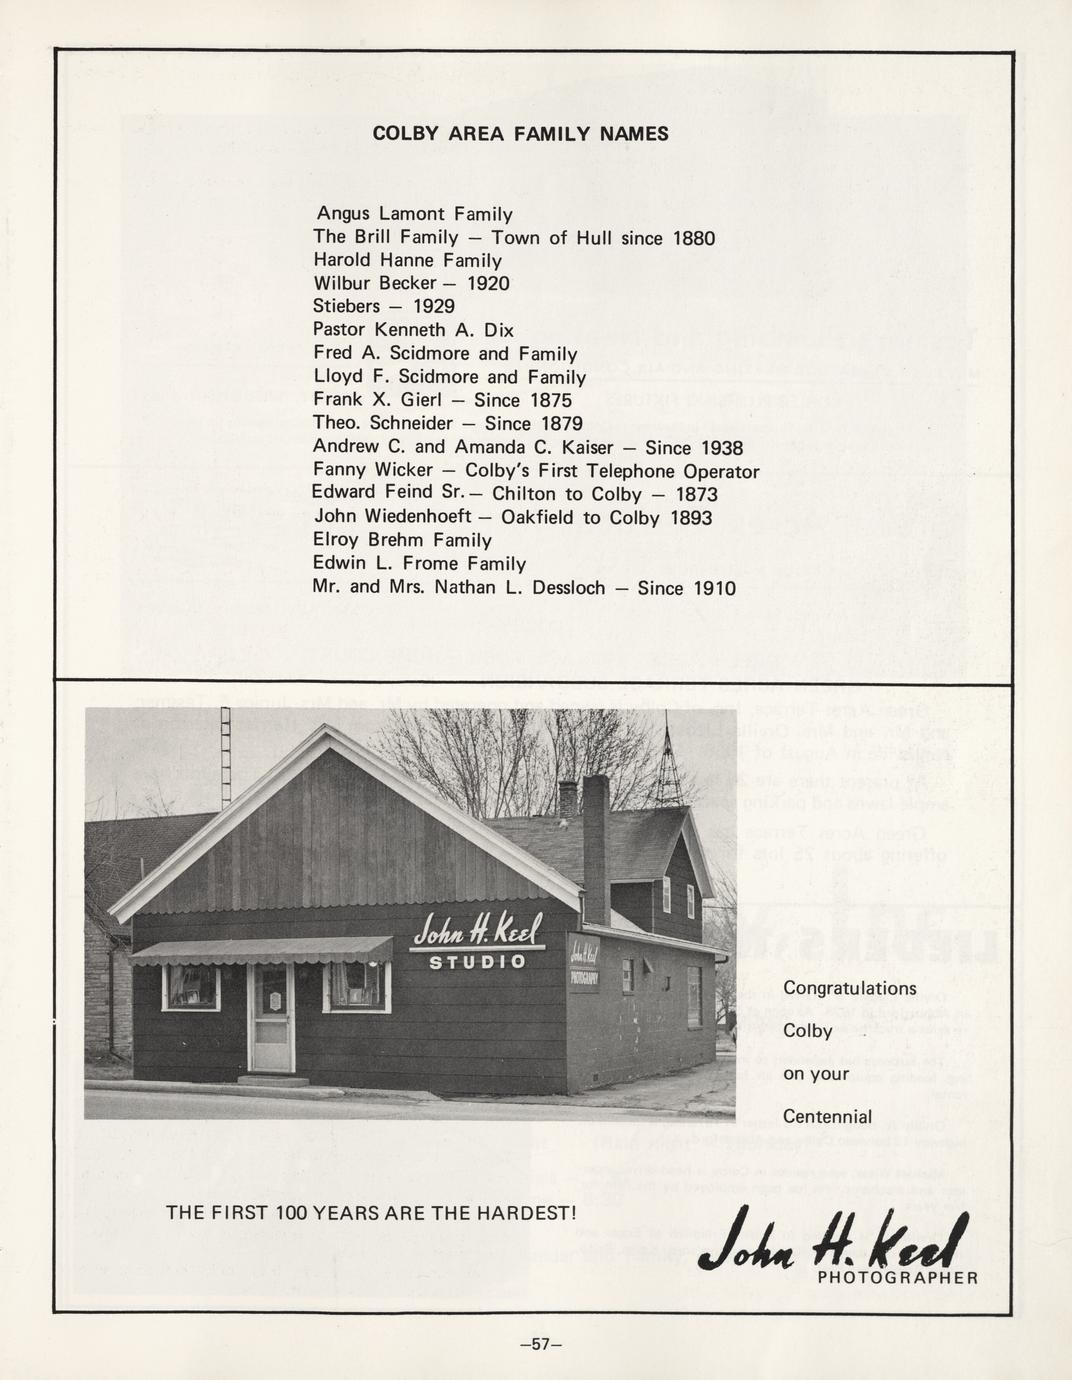 COLBY AREA FAMILY NAMES
Angus Lamont Family
The Brill Family — Town of Hull since 1880
Harold Hanne Family
Wilbur Becker — 1920
Stiebers — 1929
Pastor Kenneth A. Dix
Fred A. Scidmore and Family
Lloyd F. Scidmore and Family
Frank X. Gierl — Since 1875
Theo. Schneider — Since 1879
Andrew C. and Amanda C. Kaiser — Since 1938
Fanny Wicker — Colby's First Telephone Operator
Edward Feind Sr. — Chilton to Colby — 1873
John Wiedenhoeft — Oakfield to Colby 1893
Elroy Brehm Family
Edwin L. Frome Family
Mr. and Mrs. Nathan L. Dessloch — Since 1910
John H. Keel
STUDIO
John H. Keel
PHOTOGRAPHY
Congratulations
Colby
on your
Centennial
THE FIRST 100 YEARS ARE THE HARDEST!
John H. Keel
PHOTOGRAPHER
—57—